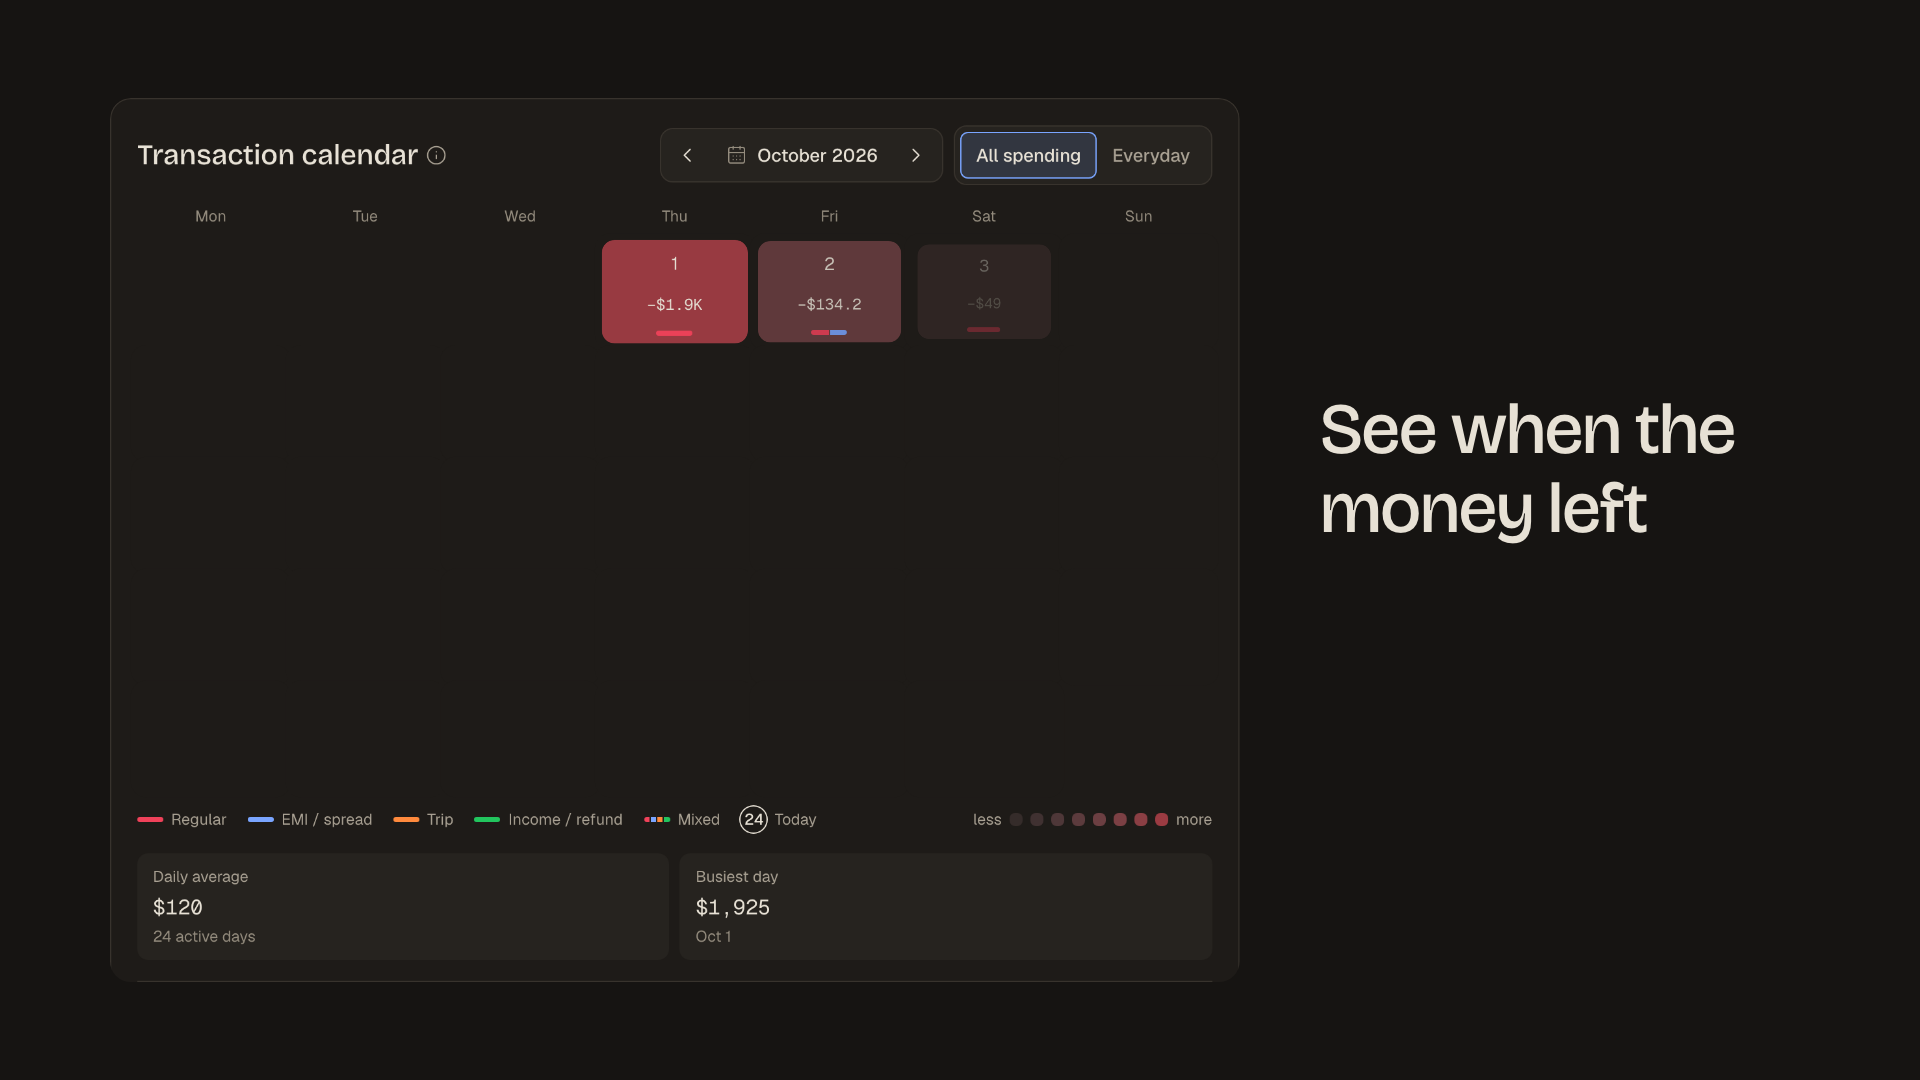 Transaction calendar
October 2026
All spending Everyday
Mon Tue Wed Thu Fri Sat Sun
1 2 3
-$1.9K -$134.2 -$49
Regular EMI / spread Trip Income / refund Mixed 24 Today less more
Daily average
$120
24 active days
Busiest day
$1,925
Oct 1
See when the
money left